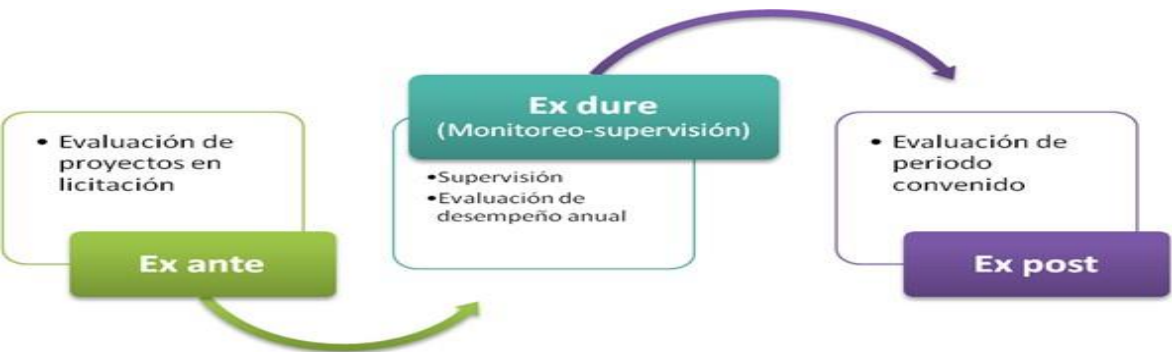 • Evaluación de
proyectos en
licitación
Ex ante
Ex dure
(Monitoreo-supervisión)
•Supervisión
•Evaluación de
desempeño anual
• Evaluación de
periodo
convenido
Ex post